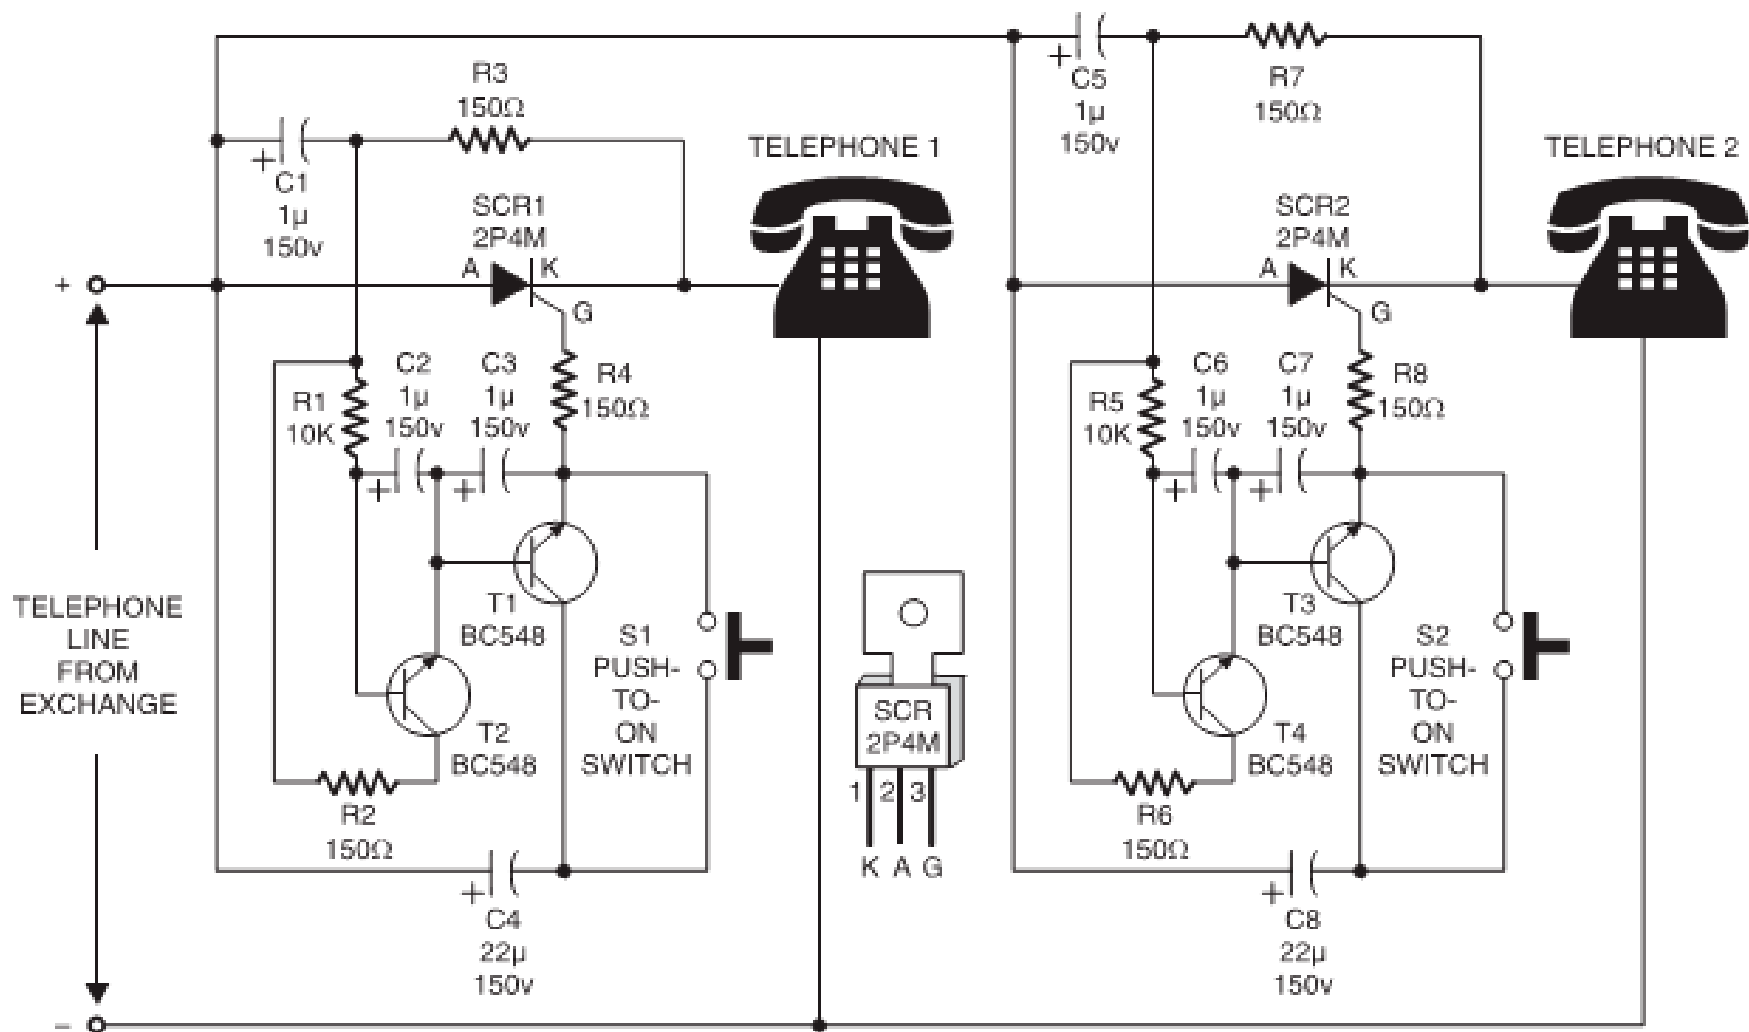 R3
150Ω
+
C1
1µ
150v
SCR1
2P4M
A
K
G
TELEPHONE 1
+
C5
1µ
150v
R7
150Ω
TELEPHONE 2
SCR2
2P4M
A
K
G
+
TELEPHONE
LINE
FROM
EXCHANGE
–
R1
10K
C2
1µ
150v
+
C3
1µ
150v
+
R4
150Ω
T1
BC548
T2
BC548
R2
150Ω
S1
PUSH-
TO-
ON
SWITCH
+
C4
22µ
150v
SCR
2P4M
1 2 3
K A G
R5
10K
C6
1µ
150v
+
C7
1µ
150v
+
R8
150Ω
T3
BC548
T4
BC548
R6
150Ω
S2
PUSH-
TO-
ON
SWITCH
+
C8
22µ
150v